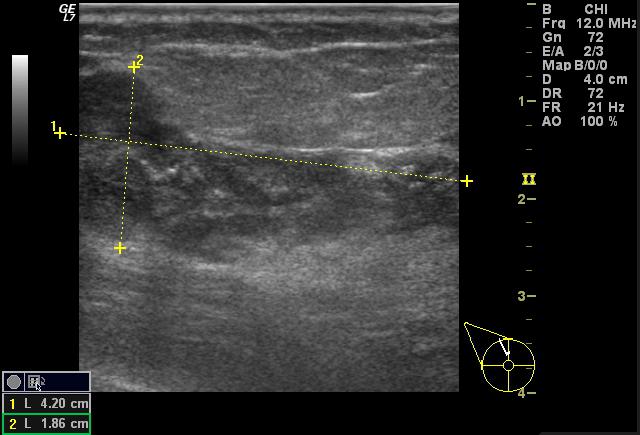 GE
L7
B CHI
Frq 12.0 MHz
Gn 72
E/A 2/3
Map B/0/0
D 4.0 cm
DR 72
FR 21 Hz
AO 100 %
2
1
1
2
3
4
1 L 4.20 cm
2 L 1.86 cm